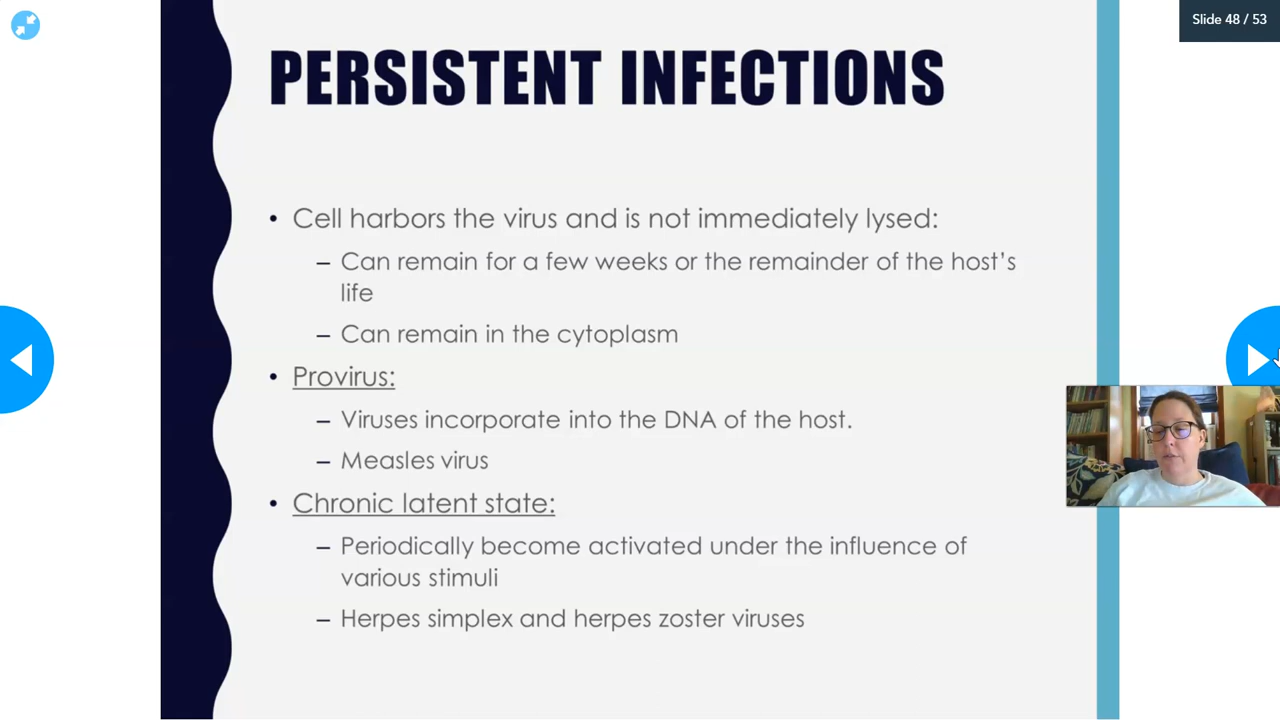 Slide 48 / 53
PERSISTENT INFECTIONS
• Cell harbors the virus and is not immediately lysed:
– Can remain for a few weeks or the remainder of the host's
life
– Can remain in the cytoplasm
• Provirus:
– Viruses incorporate into the DNA of the host.
– Measles virus
• Chronic latent state:
– Periodically become activated under the influence of
various stimuli
– Herpes simplex and herpes zoster viruses